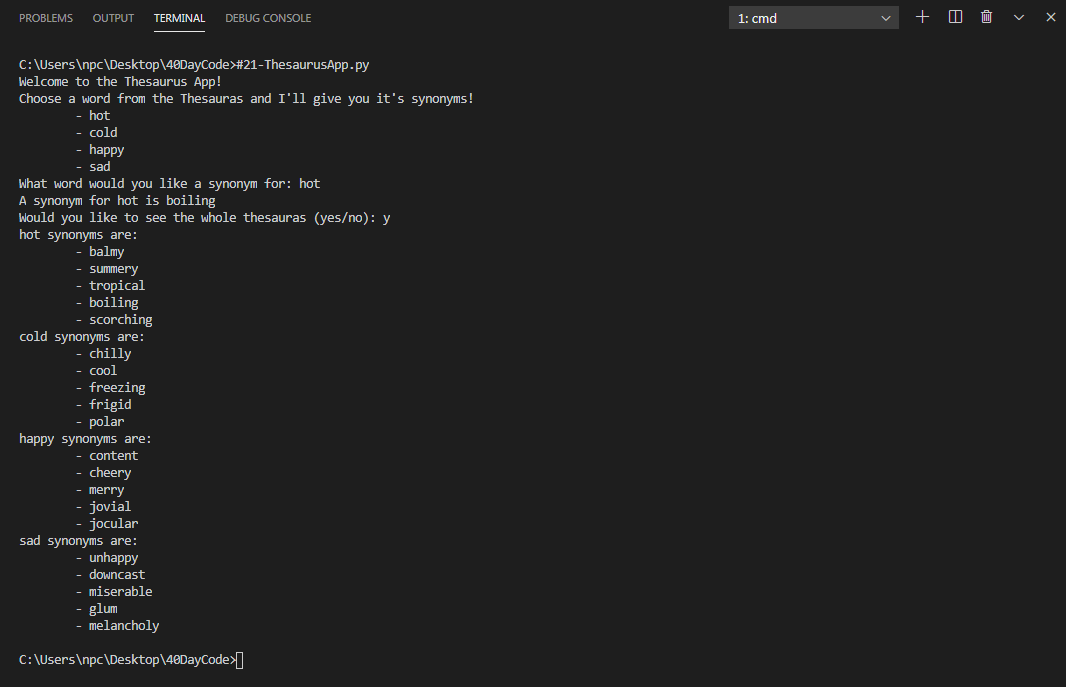 PROBLEMS OUTPUT TERMINAL DEBUG CONSOLE 1: cmd
C:\Users\npc\Desktop\40DayCode>#21-ThesaurusApp.py
Welcome to the Thesaurus App!
Choose a word from the Thesauras and I'll give you it's synonyms!
- hot
- cold
- happy
- sad
What word would you like a synonym for: hot
A synonym for hot is boiling
Would you like to see the whole thesauras (yes/no): y
hot synonyms are:
- balmy
- summery
- tropical
- boiling
- scorching
cold synonyms are:
- chilly
- cool
- freezing
- frigid
- polar
happy synonyms are:
- content
- cheery
- merry
- jovial
- jocular
sad synonyms are:
- unhappy
- downcast
- miserable
- glum
- melancholy
C:\Users\npc\Desktop\40DayCode>